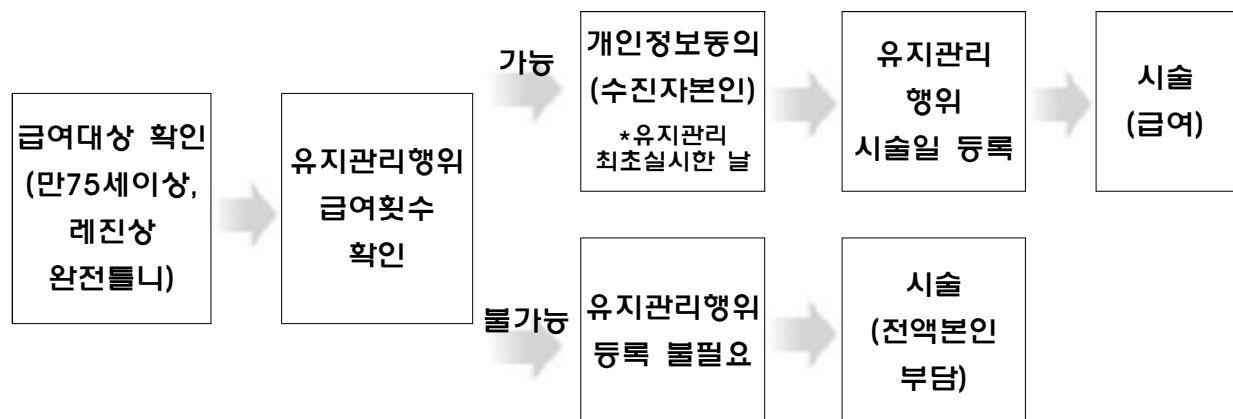 급여대상 확인
(만75세이상,
레진상
완전틀니)
유지관리행위
급여횟수
확인
가능
개인정보동의
(수진자본인)
*유지관리
최초실시한 날
유지관리
행위
시술일 등록
시술
(급여)
불가능
유지관리행위
등록 불필요
시술
(전액본인
부담)